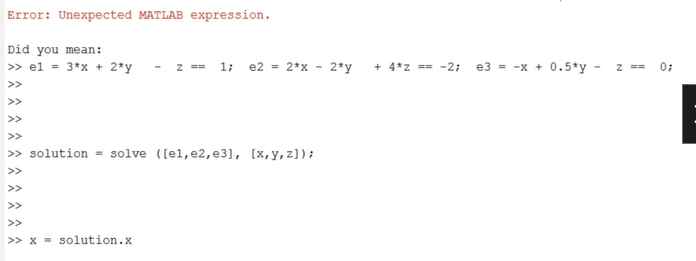 Error: Unexpected MATLAB expression.
Did you mean:
>> e1 = 3*x + 2*y   -  z ==  1;  e2 = 2*x - 2*y   + 4*z == -2;  e3 = -x + 0.5*y -  z ==  0;
>>
>>
>>
>>
>> solution = solve ([e1,e2,e3], [x,y,z]);
>>
>>
>>
>>
>> x = solution.x